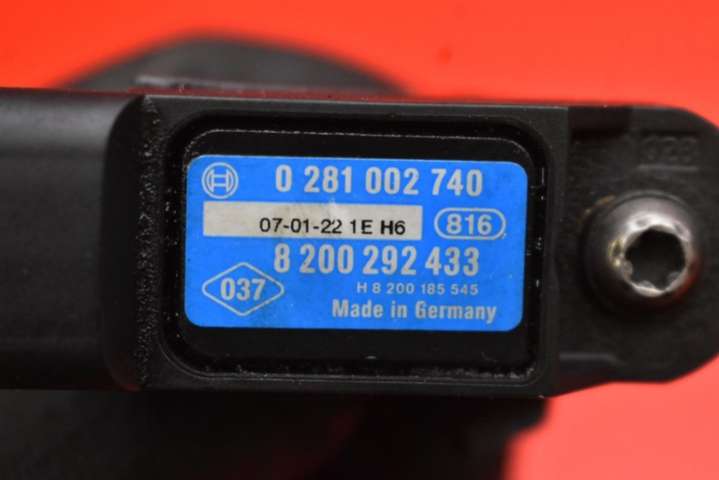 0 281 002 740
07-01-22 1E H6
816
8 200 292 433
037
H 8 200 185 545
Made in Germany